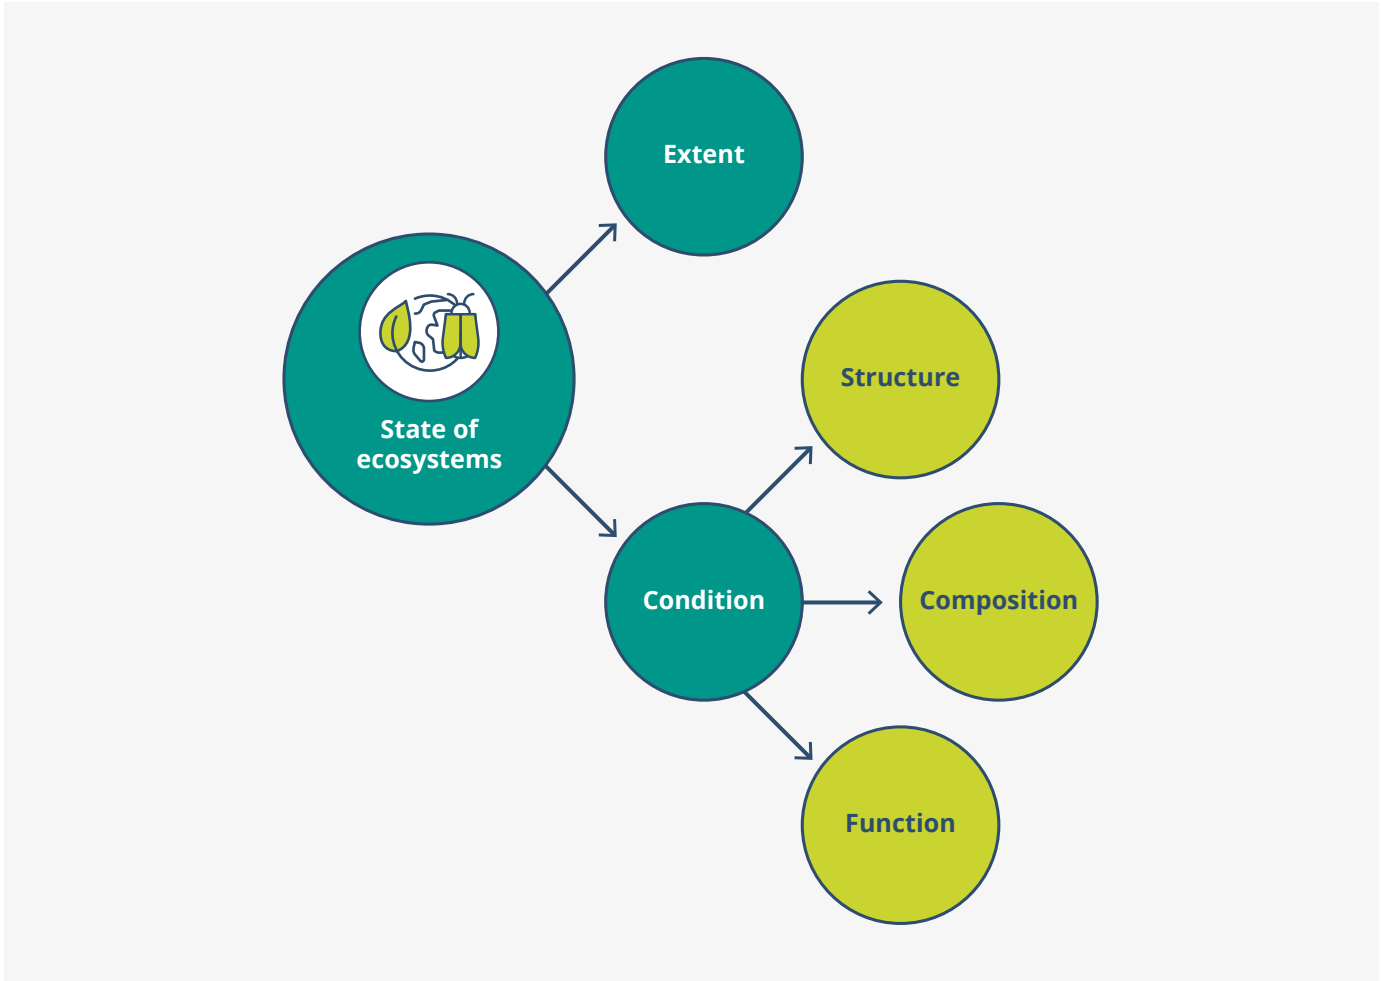 Extent
State of
ecosystems
Structure
Condition
Composition
Function